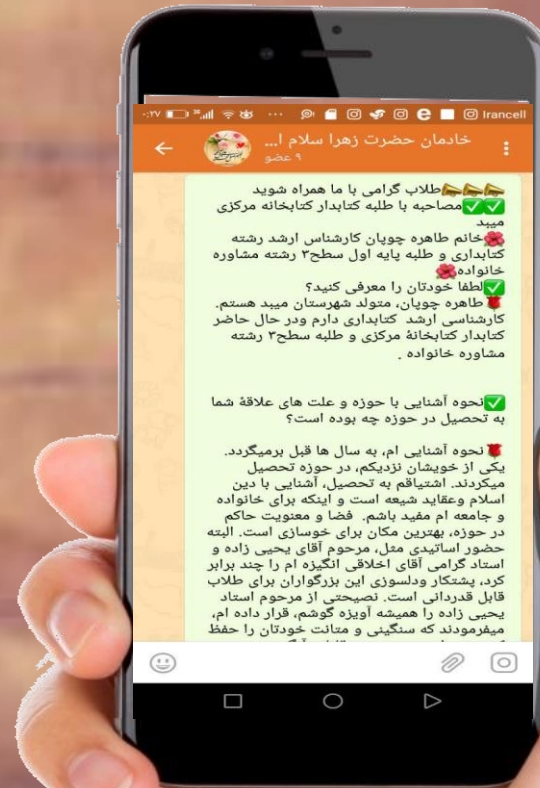 ۰:۲۷ Irancell
خادمان حضرت زهرا سلام ا...
۹ عضو
طلاب گرامی با ما همراه شوید
✅✅مصاحبه با طلبه کتابدار کتابخانه مرکزی
میبد
🌺خانم طاهره چوپان کارشناس ارشد رشته
کتابداری و طلبه پایه اول سطح۳ رشته مشاوره
خانواده🌺
✅لطفا خودتان را معرفی کنید؟
🌹طاهره چوپان، متولد شهرستان میبد هستم.
کارشناسی ارشد کتابداری دارم ودر حال حاضر
کتابدار کتابخانهٔ مرکزی و طلبه سطح۳ رشته
مشاوره خانواده .
✅نحوه آشنایی با حوزه و علت های علاقهٔ شما
به تحصیل در حوزه چه بوده است؟
🌹نحوه آشنایی ام، به سال ها قبل برمیگردد.
یکی از خویشان نزدیکم، در حوزه تحصیل
میکردند. اشتیاقم به تحصیل، آشنایی با دین
اسلام وعقاید شیعه است و اینکه برای خانواده
و جامعه ام مفید باشم. فضا و معنویت حاکم
در حوزه، بهترین مکان برای خوسازی است. البته
حضور اساتیدی مثل، مرحوم آقای یحیی زاده و
استاد گرامی آقای اخلاقی انگیزه ام را چند برابر
کرد، پشتکار ودلسوزی این بزرگواران برای طلاب
قابل قدردانی است. نصیحتی از مرحوم استاد
یحیی زاده را همیشه آویزه گوشم، قرار داده ام،
میفرمودند که سنگینی و متانت خودتان را حفظ